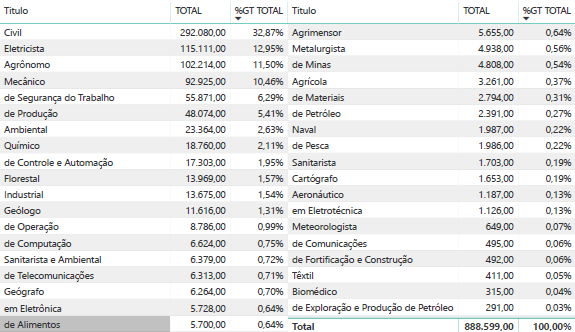 Titulo TOTAL %GT TOTAL
Civil 292.080,00 32,87%
Eletricista 115.111,00 12,95%
Agrônomo 102.214,00 11,50%
Mecânico 92.925,00 10,46%
de Segurança do Trabalho 55.871,00 6,29%
de Produção 48.074,00 5,41%
Ambiental 23.364,00 2,63%
Químico 18.760,00 2,11%
de Controle e Automação 17.303,00 1,95%
Florestal 13.969,00 1,57%
Industrial 13.675,00 1,54%
Geólogo 11.616,00 1,31%
de Operação 8.786,00 0,99%
de Computação 6.624,00 0,75%
Sanitarista e Ambiental 6.379,00 0,72%
de Telecomunicações 6.313,00 0,71%
Geógrafo 6.264,00 0,70%
em Eletrônica 5.728,00 0,64%
de Alimentos 5.700,00 0,64%
Titulo TOTAL %GT TOTAL
Agrimensor 5.655,00 0,64%
Metalurgista 4.938,00 0,56%
de Minas 4.808,00 0,54%
Agrícola 3.261,00 0,37%
de Materiais 2.794,00 0,31%
de Petróleo 2.391,00 0,27%
Naval 1.987,00 0,22%
de Pesca 1.986,00 0,22%
Sanitarista 1.703,00 0,19%
Cartógrafo 1.653,00 0,19%
Aeronáutico 1.187,00 0,13%
em Eletrotécnica 1.126,00 0,13%
Meteorologista 649,00 0,07%
de Comunicações 495,00 0,06%
de Fortificação e Construção 492,00 0,06%
Têxtil 411,00 0,05%
Biomédico 315,00 0,04%
de Exploração e Produção de Petróleo 291,00 0,03%
Total 888.599,00 100,00%